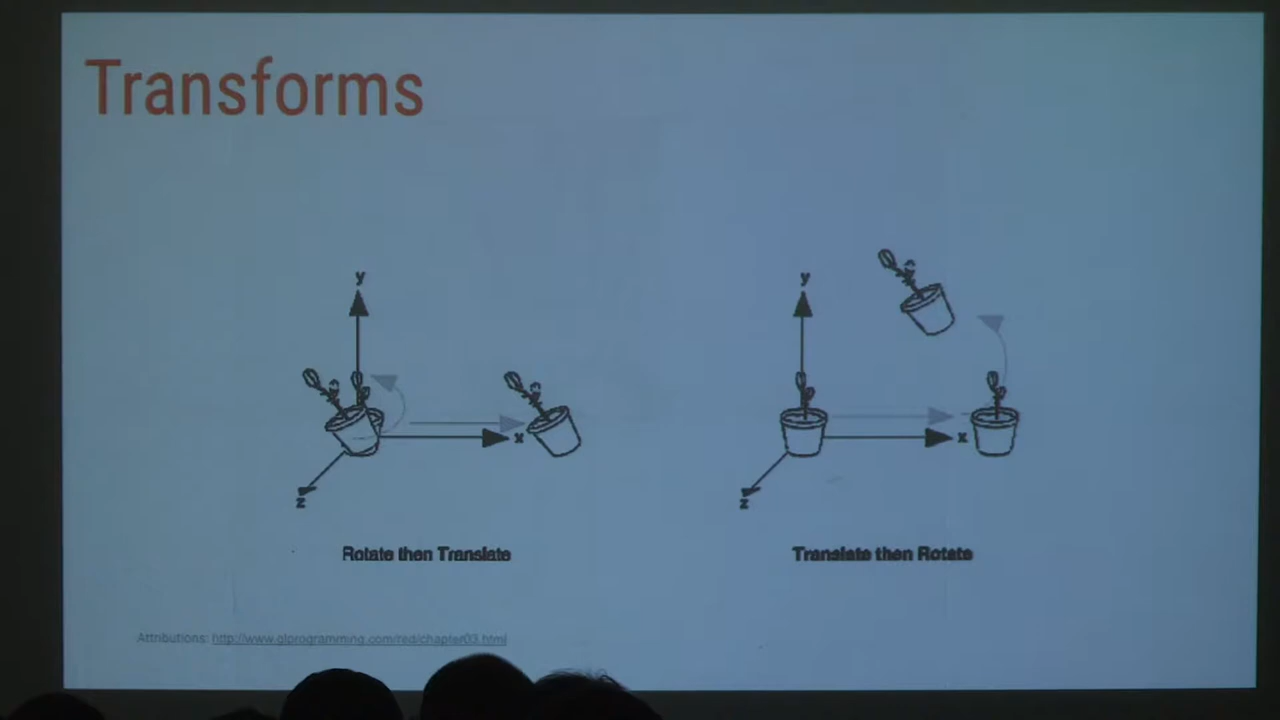 Transforms
y
x
z
Rotate then Translate
y
x
z
Translate then Rotate
Attributions: http://www.glprogramming.com/red/chapter03.html